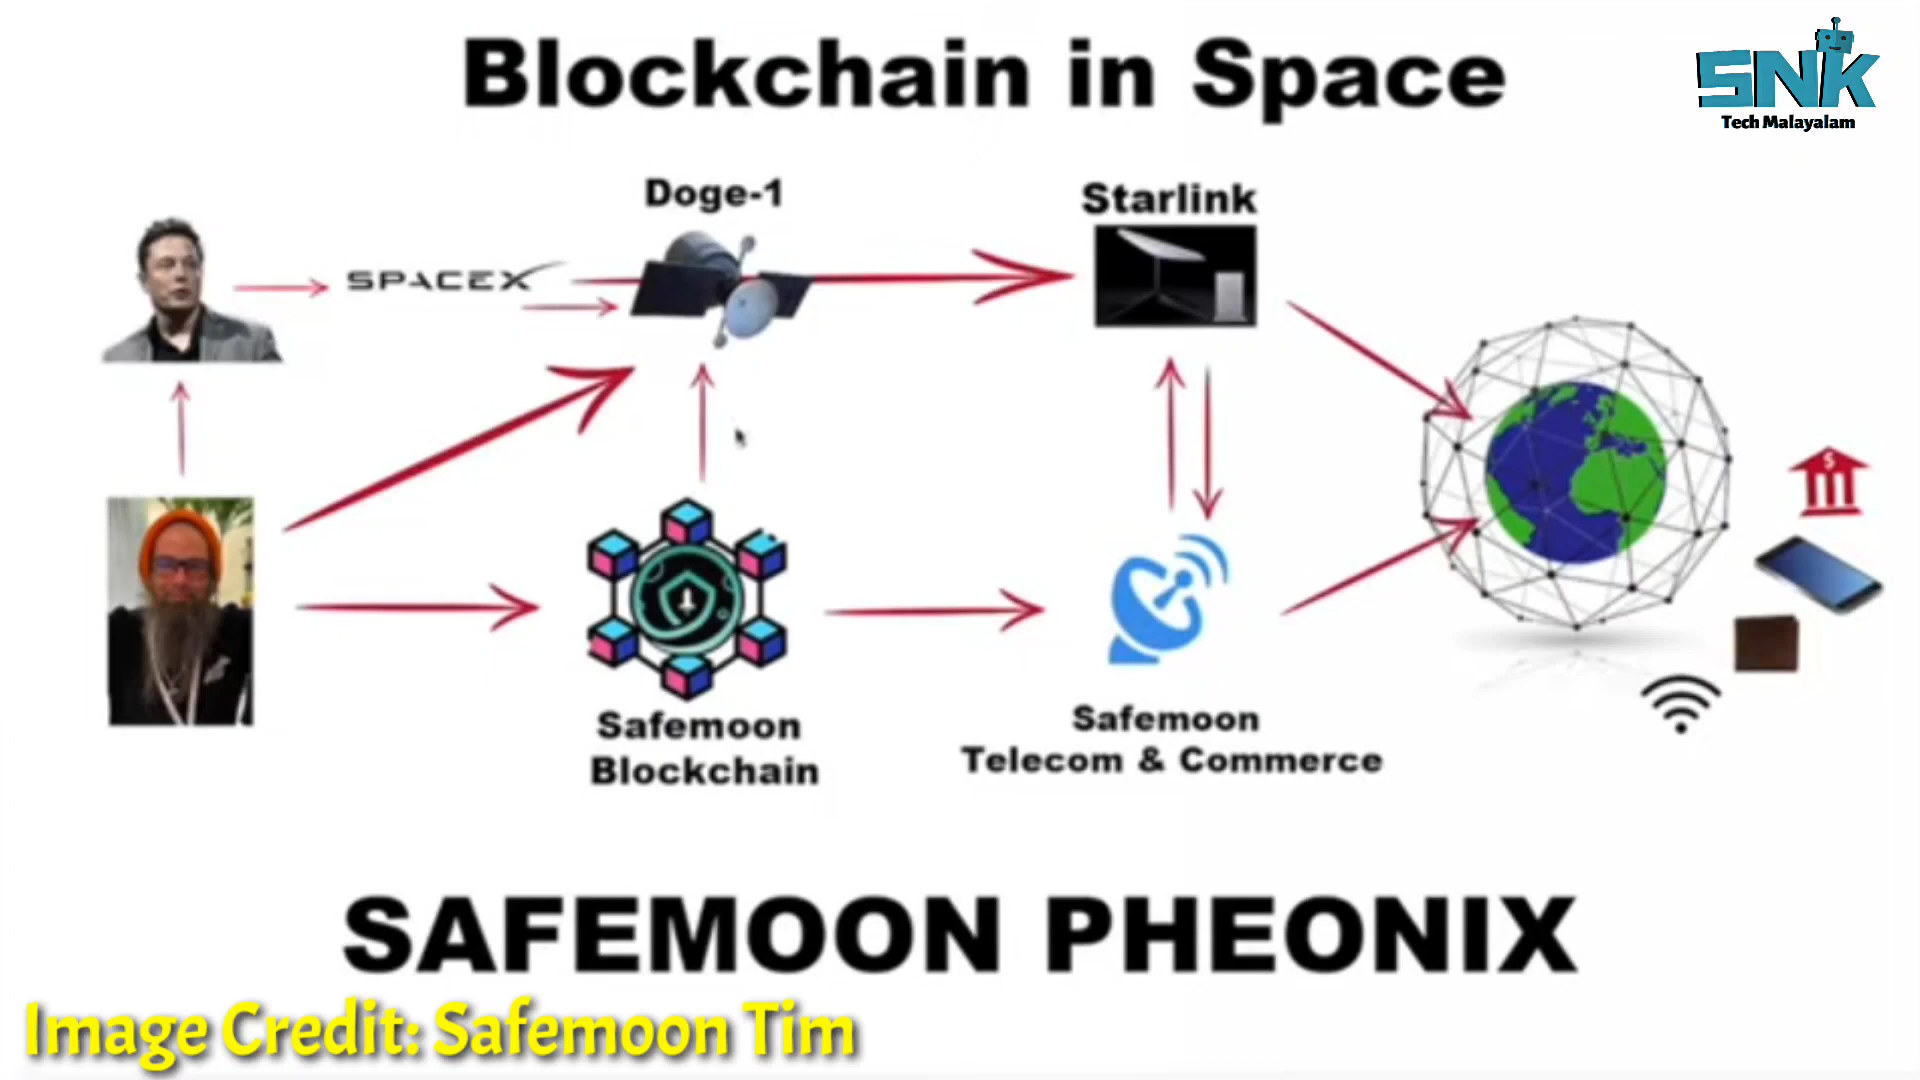 Blockchain in Space
SNK
Tech Malayalam
Doge-1
Starlink
SPACEX
$
Safemoon
Blockchain
Safemoon
Telecom & Commerce
SAFEMOON PHEONIX
Image Credit: Safemoon Tim